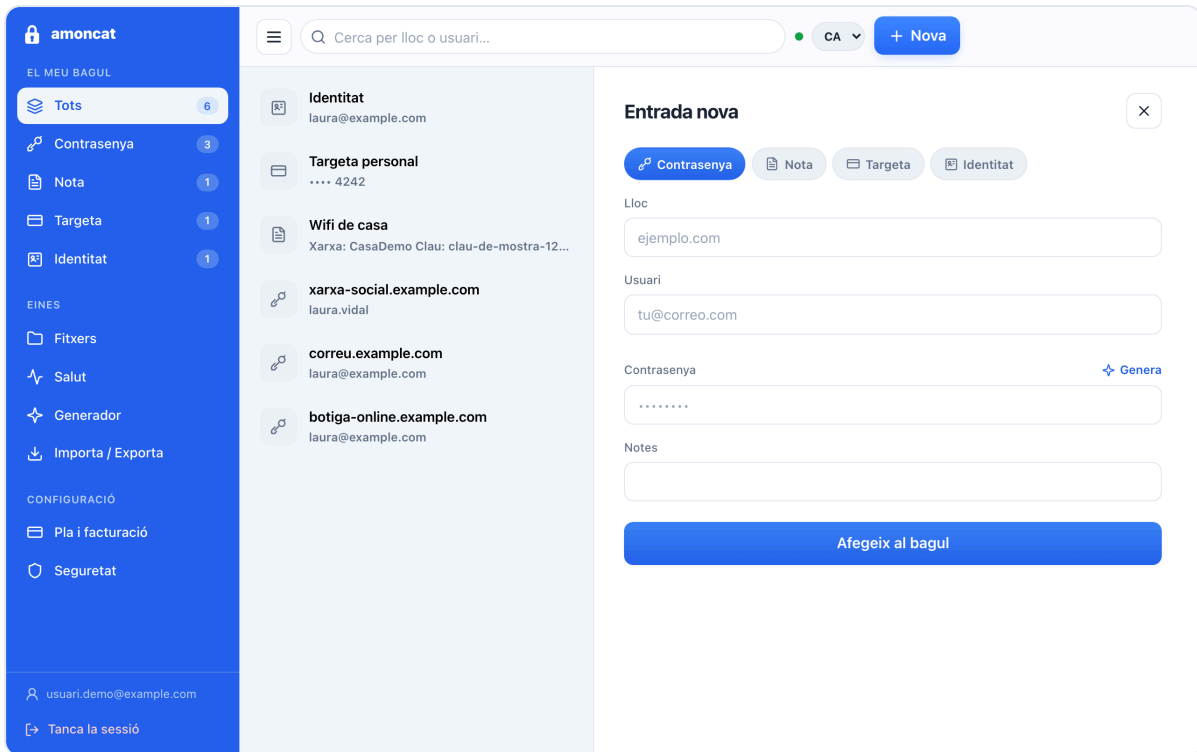 amoncat
EL MEU BAGUL
Tots 6
Contrasenya 3
Nota 1
Targeta 1
Identitat 1
EINES
Fitxers
Salut
Generador
Importa / Exporta
CONFIGURACIÓ
Pla i facturació
Seguretat
usuari.demo@example.com
Tanca la sessió
Cerca per lloc o usuari...
CA
+ Nova
Identitat
laura@example.com
Targeta personal
•••• 4242
Wifi de casa
Xarxa: CasaDemo Clau: clau-de-mostra-12...
xarxa-social.example.com
laura.vidal
correu.example.com
laura@example.com
botiga-online.example.com
laura@example.com
Entrada nova
Contrasenya Nota Targeta Identitat
Lloc
ejemplo.com
Usuari
tu@correo.com
Contrasenya Genera
••••••••
Notes
Afegeix al bagul